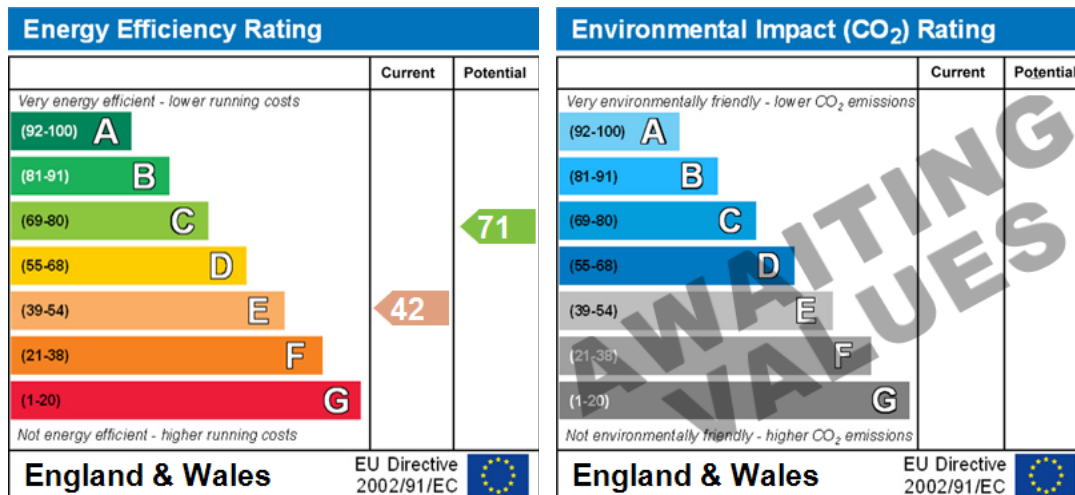 Energy Efficiency Rating
Current Potential
Very energy efficient - lower running costs
(92-100) A
(81-91) B
(69-80) C
71
(55-68) D
(39-54) E
42
(21-38) F
(1-20) G
Not energy efficient - higher running costs
England & Wales
EU Directive
2002/91/EC
Environmental Impact (CO₂) Rating
Current Potential
Very environmentally friendly - lower CO₂ emissions
(92-100) A
(81-91) B
(69-80) C
(55-68) D
(39-54) E
(21-38) F
(1-20) G
AWAITING
VALUES
Not environmentally friendly - higher CO₂ emissions
England & Wales
EU Directive
2002/91/EC